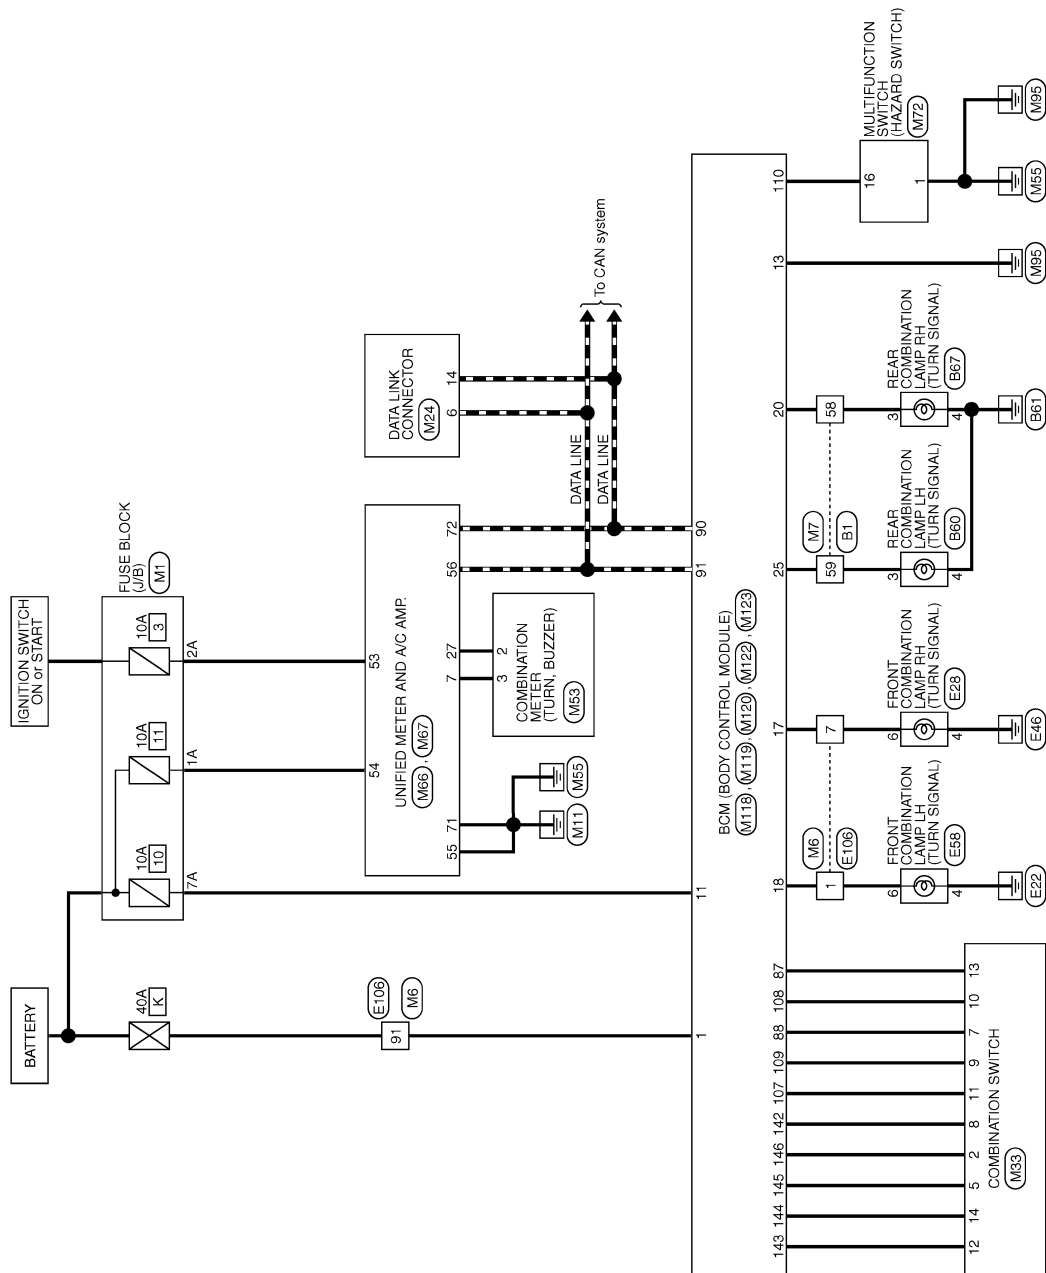 IGNITION SWITCH
ON or START
BATTERY
FUSE BLOCK
(J/B)
M1
40A
K
10A
10
10A
11
10A
3
7A
1A
2A
E106
M6
91
54
53
UNIFIED METER AND A/C AMP.
M66 , M67
55
71
7
27
56
72
M11
M55
3
2
COMBINATION
METER
(TURN, BUZZER)
M53
DATA LINK
CONNECTOR
M24
6
14
DATA LINE
DATA LINE
To CAN system
1
11
91
90
BCM (BODY CONTROL MODULE)
M118 , M119 , M120 , M122 , M123
143
144
145
146
142
107
109
88
108
87
18
17
25
20
13
110
12
14
5
2
8
11
9
7
10
13
COMBINATION SWITCH
M33
M6
E106
1
7
M7
B1
59
58
6
FRONT
COMBINATION
LAMP LH
(TURN SIGNAL)
E58
4
E22
6
FRONT
COMBINATION
LAMP RH
(TURN SIGNAL)
E28
4
E46
3
REAR
COMBINATION
LAMP LH
(TURN SIGNAL)
B60
4
3
REAR
COMBINATION
LAMP RH
(TURN SIGNAL)
B67
4
B61
M95
MULTIFUNCTION
SWITCH
(HAZARD SWITCH)
M72
16
1
M55
M95